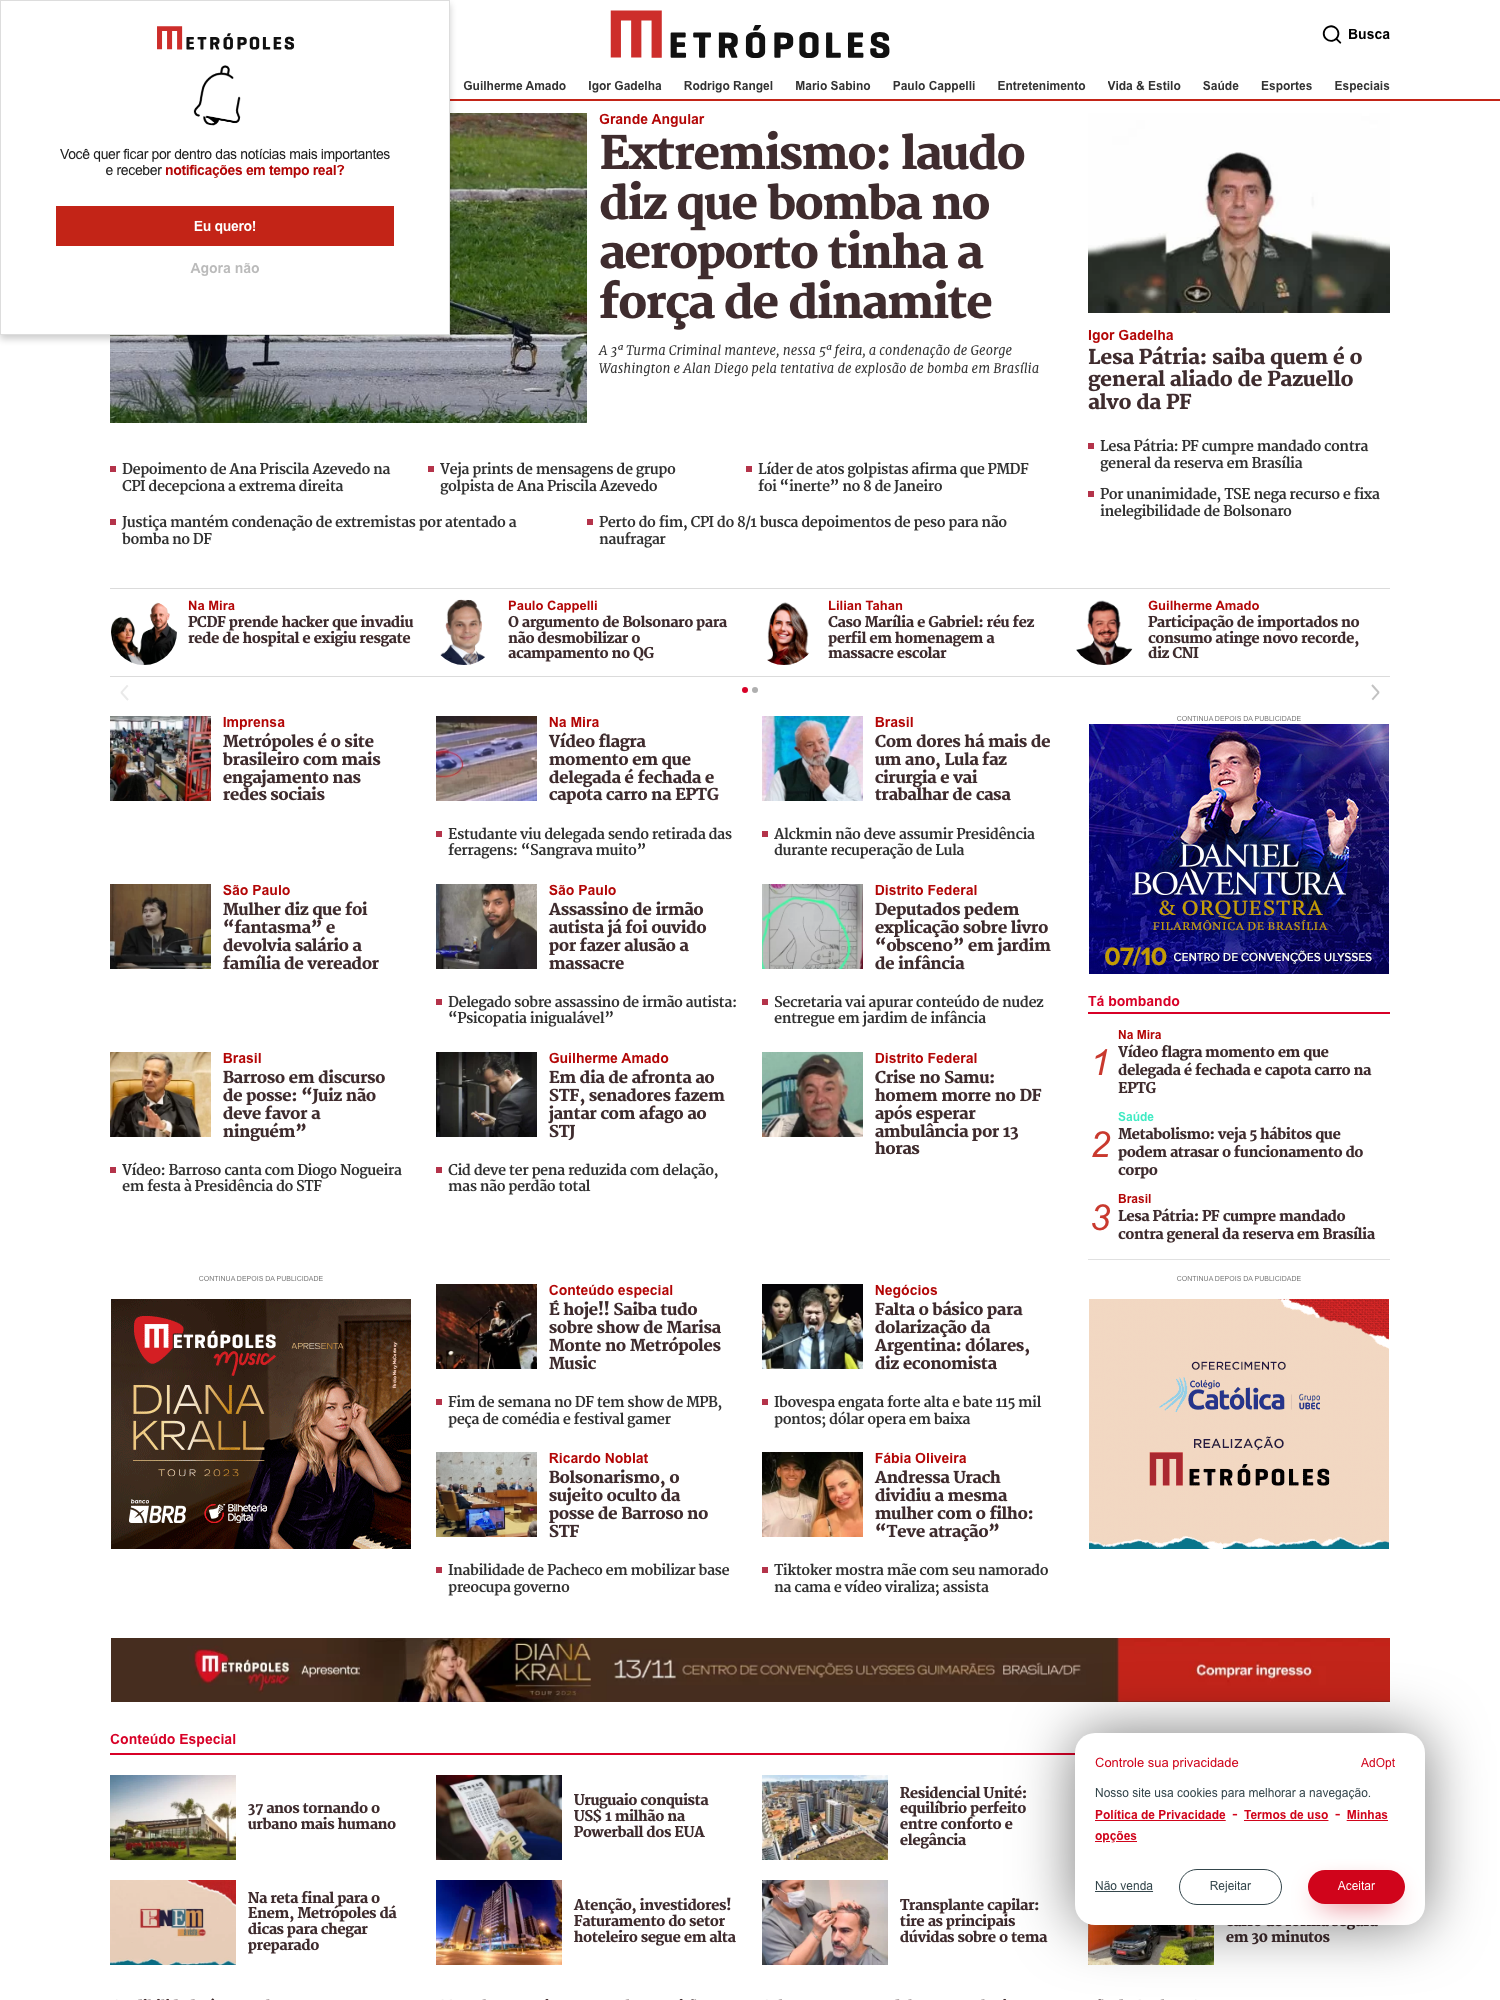 METRÓPOLES
Você quer ficar por dentro das notícias mais importantes
e receber notificações em tempo real?
Eu quero!
Agora não
METRÓPOLES
Busca
Guilherme Amado
Igor Gadelha
Rodrigo Rangel
Mario Sabino
Paulo Cappelli
Entretenimento
Vida & Estilo
Saúde
Esportes
Especiais
Grande Angular
Extremismo: laudo
diz que bomba no
aeroporto tinha a
força de dinamite
A 3ª Turma Criminal manteve, nessa 5ª feira, a condenação de George
Washington e Alan Diego pela tentativa de explosão de bomba em Brasília
Igor Gadelha
Lesa Pátria: saiba quem é o
general aliado de Pazuello
alvo da PF
Lesa Pátria: PF cumpre mandado contra
general da reserva em Brasília
Por unanimidade, TSE nega recurso e fixa
inelegibilidade de Bolsonaro
Depoimento de Ana Priscila Azevedo na
CPI decepciona a extrema direita
Veja prints de mensagens de grupo
golpista de Ana Priscila Azevedo
Líder de atos golpistas afirma que PMDF
foi “inerte” no 8 de Janeiro
Justiça mantém condenação de extremistas por atentado a
bomba no DF
Perto do fim, CPI do 8/1 busca depoimentos de peso para não
naufragar
Na Mira
PCDF prende hacker que invadiu
rede de hospital e exigiu resgate
Paulo Cappelli
O argumento de Bolsonaro para
não desmobilizar o
acampamento no QG
Lilian Tahan
Caso Marília e Gabriel: réu fez
perfil em homenagem a
massacre escolar
Guilherme Amado
Participação de importados no
consumo atinge novo recorde,
diz CNI
Imprensa
Metrópoles é o site
brasileiro com mais
engajamento nas
redes sociais
Na Mira
Vídeo flagra
momento em que
delegada é fechada e
capota carro na EPTG
Estudante viu delegada sendo retirada das
ferragens: “Sangrava muito”
Brasil
Com dores há mais de
um ano, Lula faz
cirurgia e vai
trabalhar de casa
Alckmin não deve assumir Presidência
durante recuperação de Lula
CONTINUA DEPOIS DA PUBLICIDADE
DANIEL
BOAVENTURA
& ORQUESTRA
FILARMÔNICA DE BRASÍLIA
07/10 CENTRO DE CONVENÇÕES ULYSSES
São Paulo
Mulher diz que foi
“fantasma” e
devolvia salário a
família de vereador
São Paulo
Assassino de irmão
autista já foi ouvido
por fazer alusão a
massacre
Delegado sobre assassino de irmão autista:
“Psicopatia inigualável”
Distrito Federal
Deputados pedem
explicação sobre livro
“obsceno” em jardim
de infância
Secretaria vai apurar conteúdo de nudez
entregue em jardim de infância
Tá bombando
1
Na Mira
Vídeo flagra momento em que
delegada é fechada e capota carro na
EPTG
2
Saúde
Metabolismo: veja 5 hábitos que
podem atrasar o funcionamento do
corpo
3
Brasil
Lesa Pátria: PF cumpre mandado
contra general da reserva em Brasília
Brasil
Barroso em discurso
de posse: “Juiz não
deve favor a
ninguém”
Vídeo: Barroso canta com Diogo Nogueira
em festa à Presidência do STF
Guilherme Amado
Em dia de afronta ao
STF, senadores fazem
jantar com afago ao
STJ
Cid deve ter pena reduzida com delação,
mas não perdão total
Distrito Federal
Crise no Samu:
homem morre no DF
após esperar
ambulância por 13
horas
CONTINUA DEPOIS DA PUBLICIDADE
METRÓPOLES
music
APRESENTA
DIANA
KRALL
TOUR 2023
banco
BRB
Bilheteria
Digital
Conteúdo especial
É hoje!! Saiba tudo
sobre show de Marisa
Monte no Metrópoles
Music
Fim de semana no DF tem show de MPB,
peça de comédia e festival gamer
Negócios
Falta o básico para
dolarização da
Argentina: dólares,
diz economista
Ibovespa engata forte alta e bate 115 mil
pontos; dólar opera em baixa
CONTINUA DEPOIS DA PUBLICIDADE
OFERECIMENTO
Colégio
Católica
Grupo
UBEC
REALIZAÇÃO
METRÓPOLES
Ricardo Noblat
Bolsonarismo, o
sujeito oculto da
posse de Barroso no
STF
Inabilidade de Pacheco em mobilizar base
preocupa governo
Fábia Oliveira
Andressa Urach
dividiu a mesma
mulher com o filho:
“Teve atração”
Tiktoker mostra mãe com seu namorado
na cama e vídeo viraliza; assista
METRÓPOLES
music
Apresenta:
DIANA
KRALL
TOUR 2023
13/11 CENTRO DE CONVENÇÕES ULYSSES GUIMARÃES BRASÍLIA/DF
Comprar ingresso
Conteúdo Especial
37 anos tornando o
urbano mais humano
Uruguaio conquista
US$ 1 milhão na
Powerball dos EUA
Residencial Unité:
equilíbrio perfeito
entre conforto e
elegância
ENEM
Na reta final para o
Enem, Metrópoles dá
dicas para chegar
preparado
Atenção, investidores!
Faturamento do setor
hoteleiro segue em alta
Transplante capilar:
tire as principais
dúvidas sobre o tema
em 30 minutos
Controle sua privacidade
AdOpt
Nosso site usa cookies para melhorar a navegação.
Política de Privacidade - Termos de uso - Minhas
opções
Não venda
Rejeitar
Aceitar